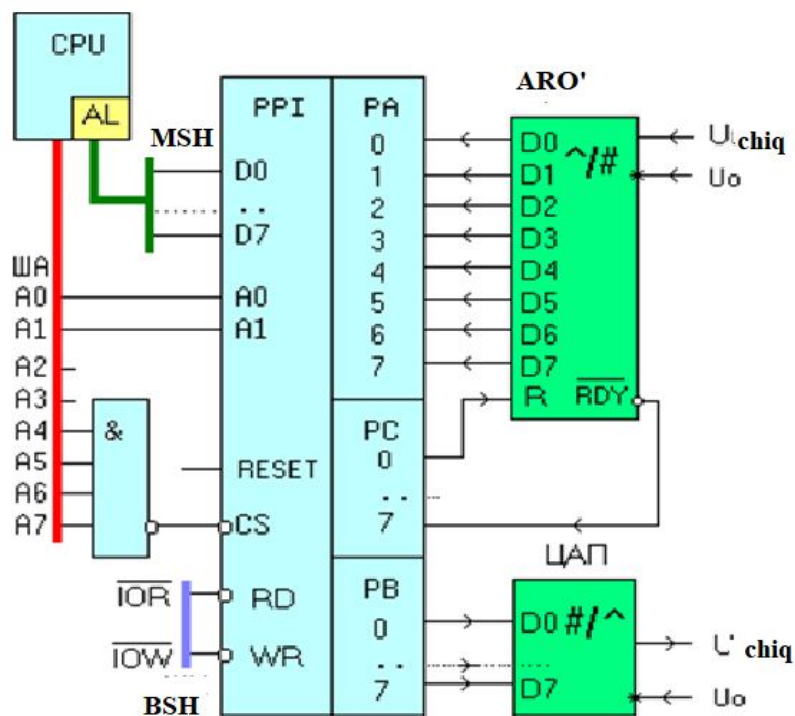 CPU
AL
MSH
PPI
D0
..
D7
A0
A1
RESET
CS
RD
WR
PA
0
1
2
3
4
5
6
7
PC
0
..
7
PB
0
..
7
ARO'
D0
^/#
D1
D2
D3
D4
D5
D6
D7
R
RDY
chiq
Uo
ША
A0
A1
A2
A3
A4
A5
A6
A7
&
IOR
IOW
BSH
ЦАП
D0 #/^
D7
chiq
Uo